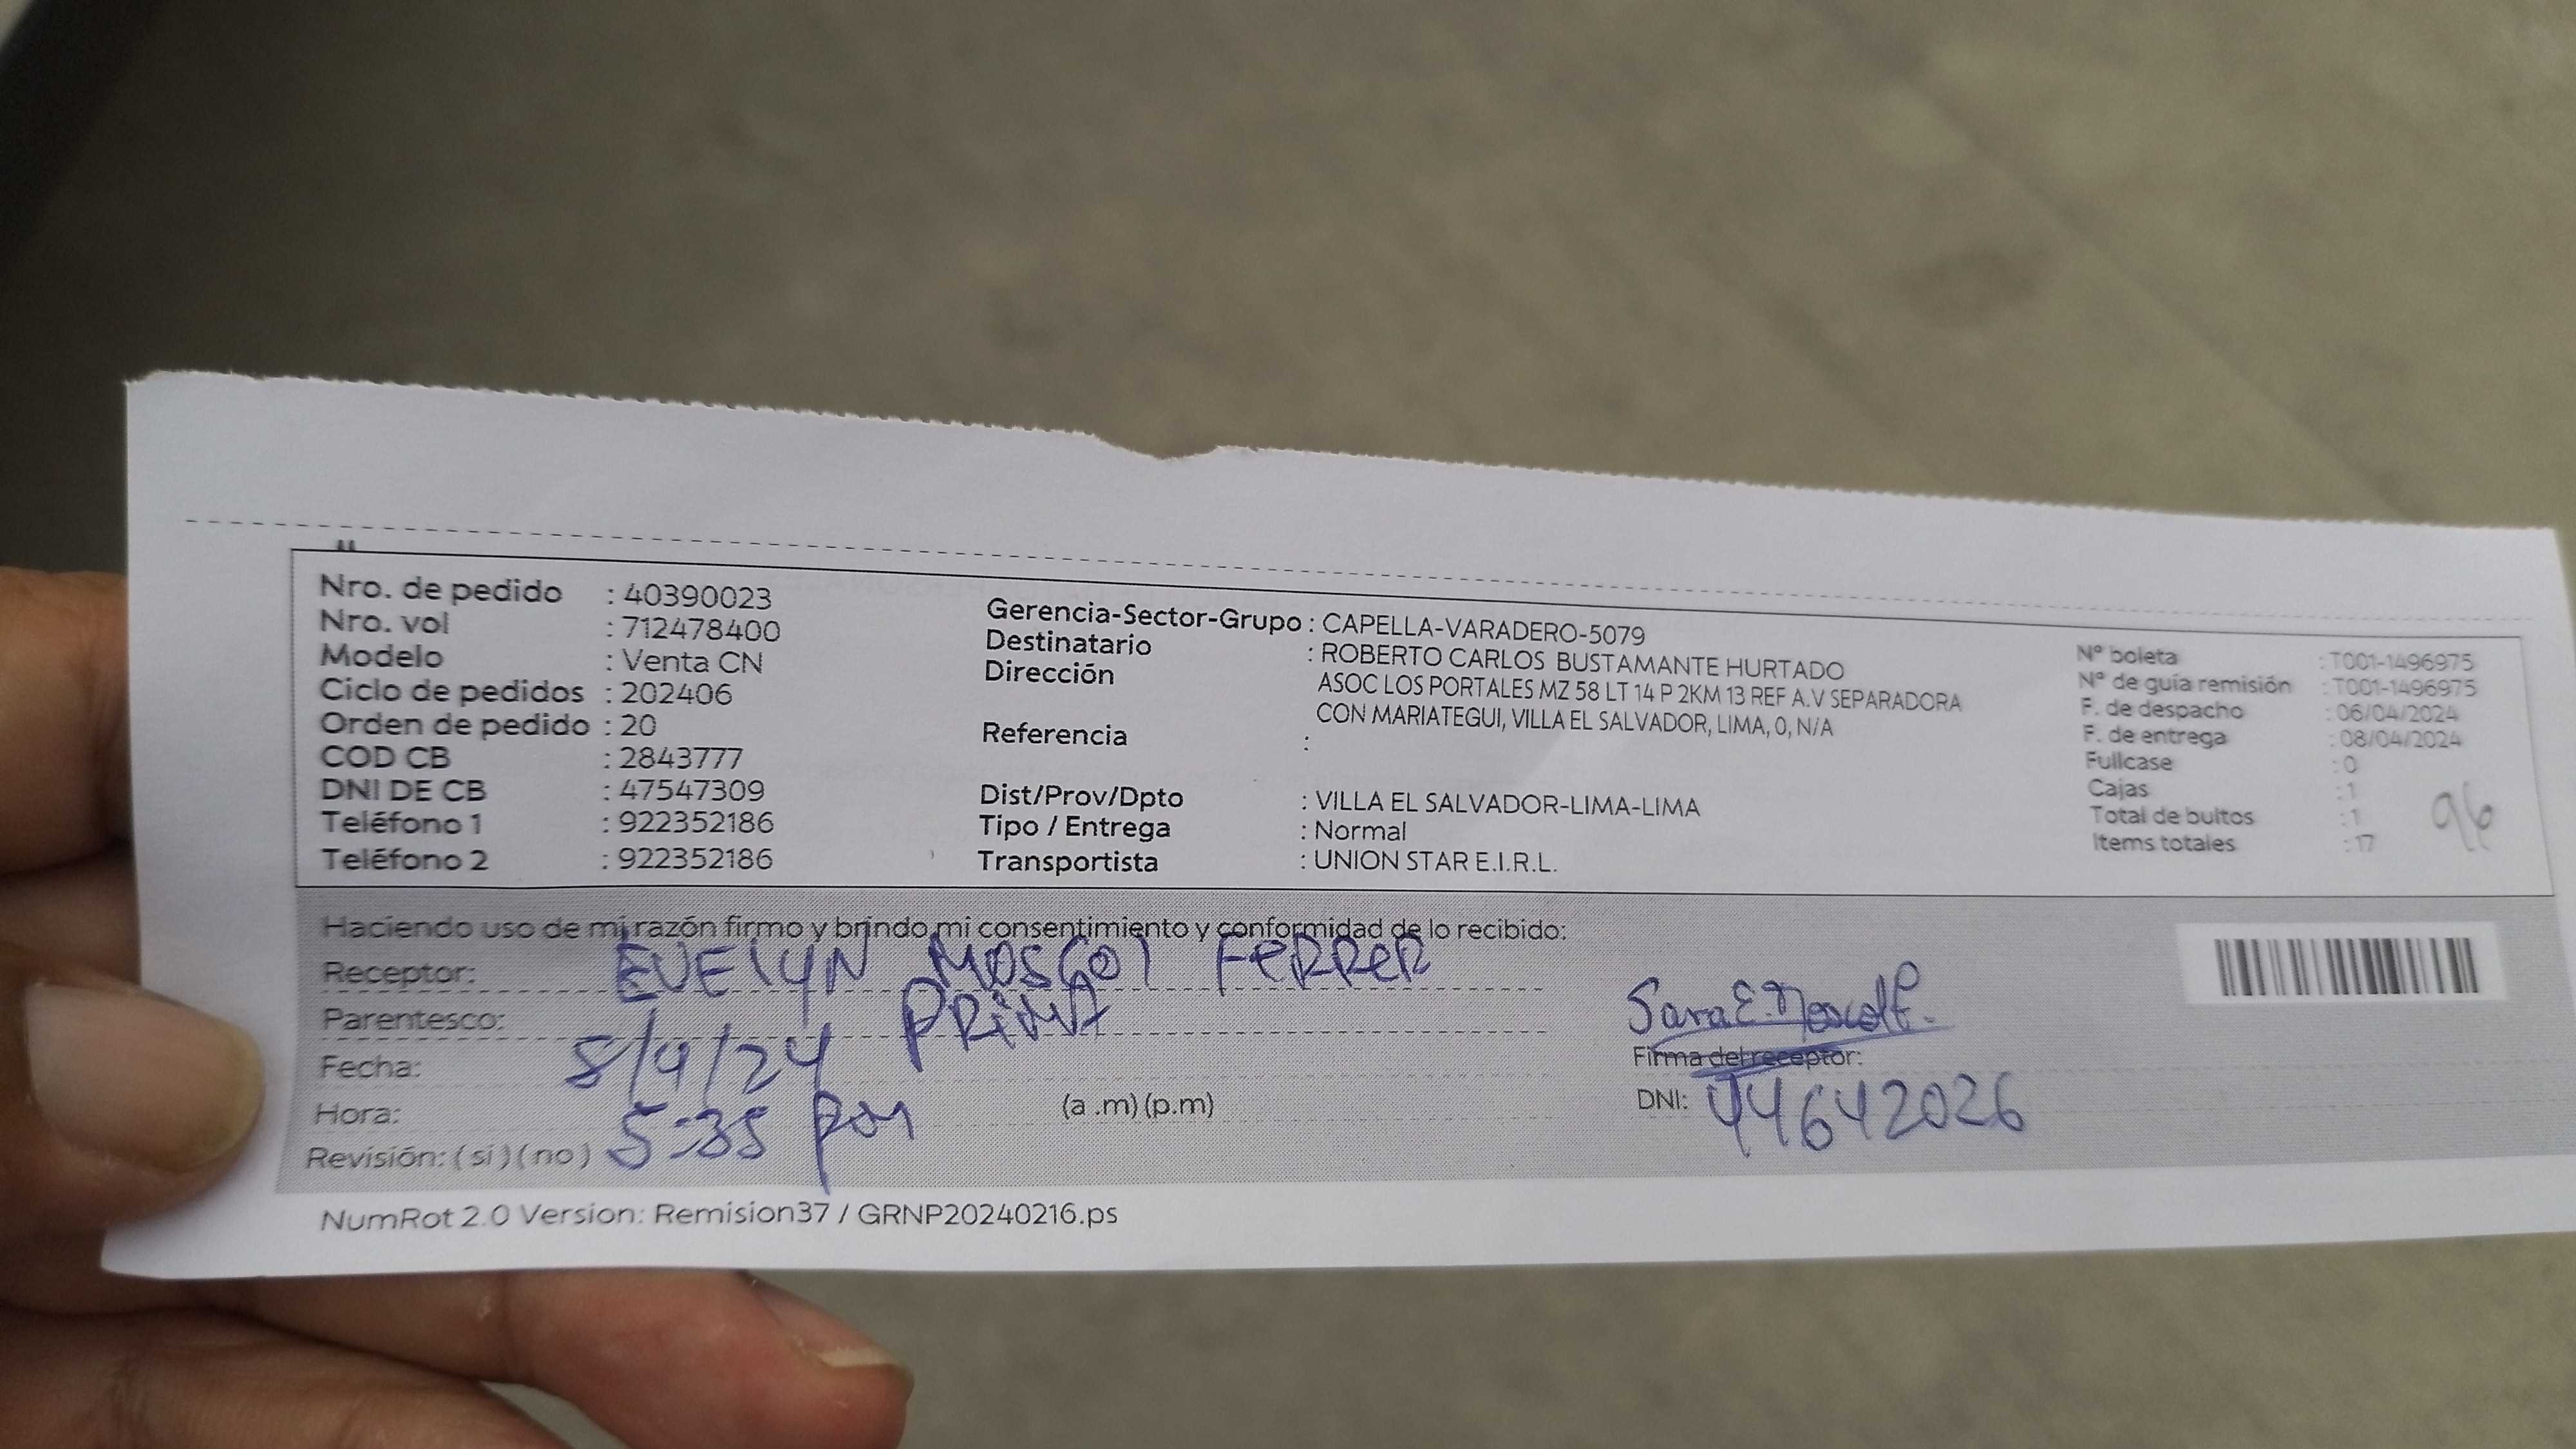 Nro. de pedido : 40390023
Nro. vol : 712478400
Modelo : Venta CN
Ciclo de pedidos : 202406
Orden de pedido : 20
COD CB : 2843777
DNI DE CB : 47547309
Teléfono 1 : 922352186
Teléfono 2 : 922352186
Gerencia-Sector-Grupo : CAPELLA-VARADERO-5079
Destinatario : ROBERTO CARLOS BUSTAMANTE HURTADO
Dirección ASOC LOS PORTALES MZ 58 LT 14 P 2KM 13 REF A.V SEPARADORA
CON MARIATEGUI, VILLA EL SALVADOR, LIMA, 0, N/A
Referencia :
Dist/Prov/Dpto : VILLA EL SALVADOR-LIMA-LIMA
Tipo / Entrega : Normal
Transportista : UNION STAR E.I.R.L.
Nº boleta : T001-1496975
Nº de guía remisión : T001-1496975
F. de despacho : 06/04/2024
F. de entrega : 08/04/2024
Fullcase : 0
Cajas : 1
Total de bultos : 1
Items totales : 17
96
Haciendo uso de mi razón firmo y brindo mi consentimiento y conformidad de lo recibido:
Receptor: EVElYN MOSCOl FeRReR
Parentesco: PRiMA
Fecha: 8/4/24
Hora: 5:35 pm (a .m) (p.m)
Revisión: ( si ) ( no )
Sara E. Moscol F.
Firma del receptor:
DNI: 44642026
NumRot 2.0 Version: Remision37 / GRNP20240216.ps